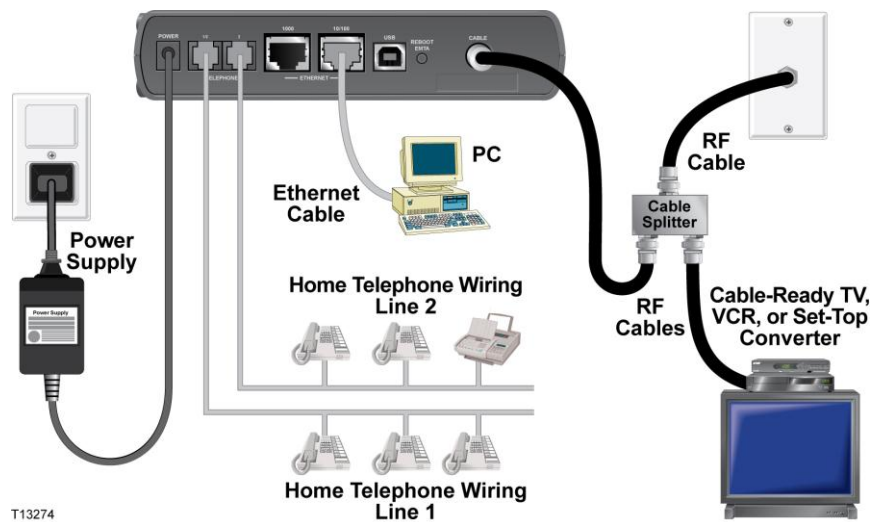 POWER
1/2
1
TELEPHONE
1000
10/100
ETHERNET
USB
REBOOT
EMTA
CABLE
RF
Cable
PC
Ethernet
Cable
Cable
Splitter
Power
Supply
Power Supply
RF
Cables
Cable-Ready TV,
VCR, or Set-Top
Converter
Home Telephone Wiring
Line 2
Home Telephone Wiring
Line 1
T13274